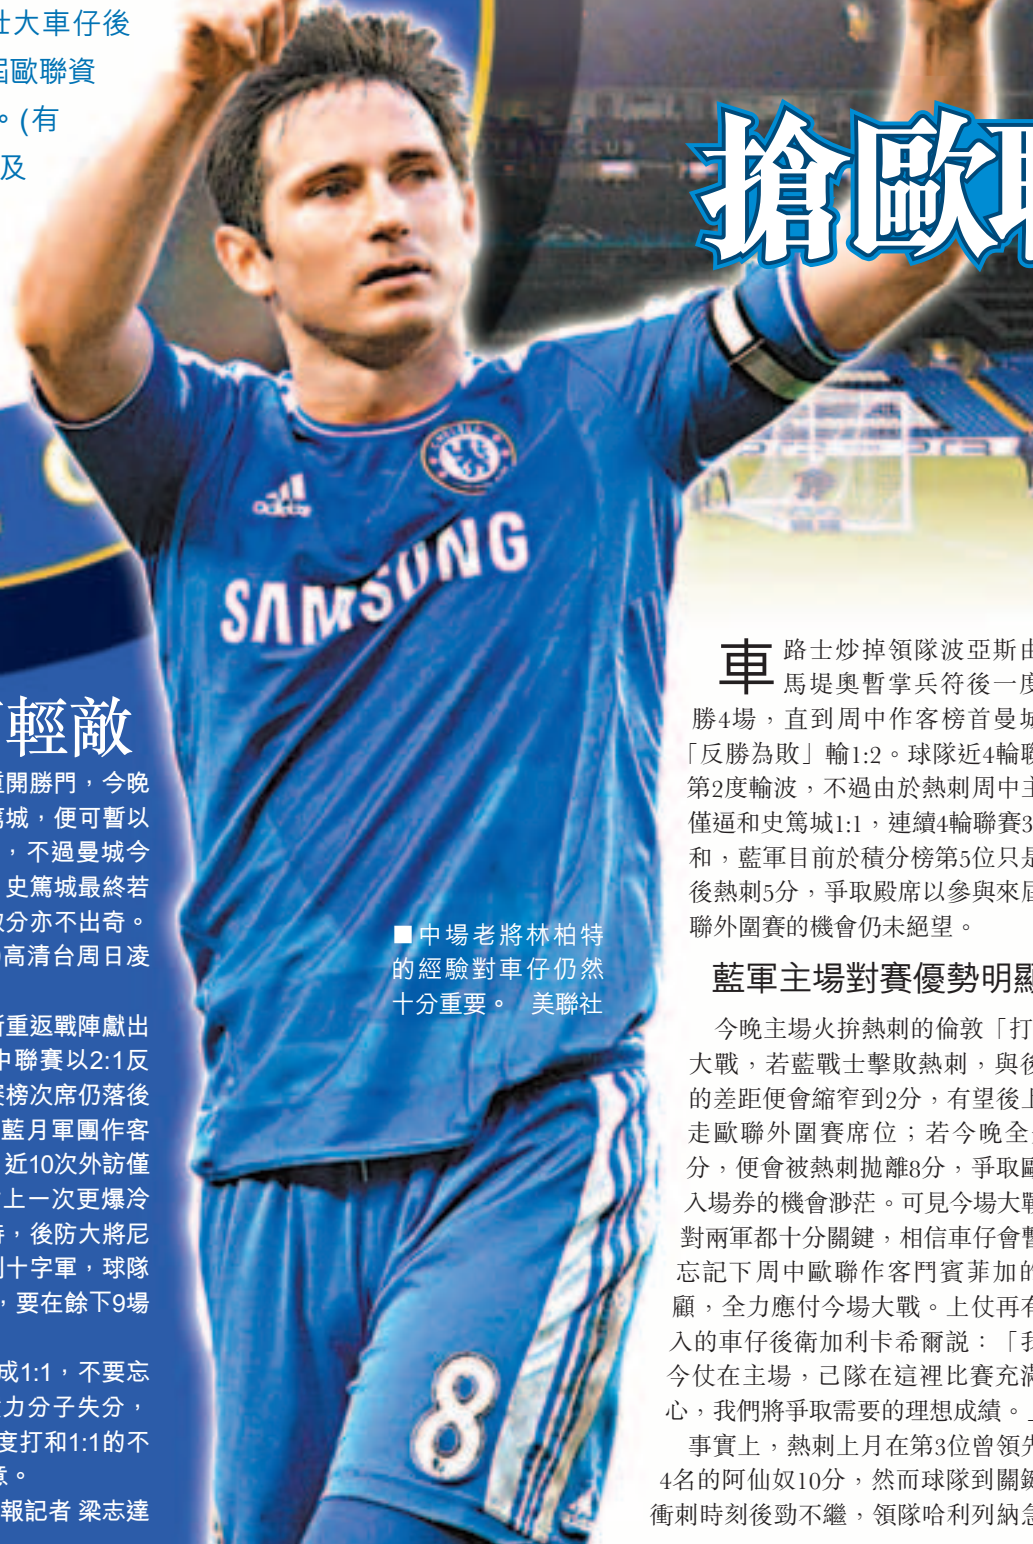 壯大車仔後
屆歐聯資
。(有
及
搶歐聯
CHELSEA
adidas
SAMSUNG
8
■中場老將林柏特
的經驗對車仔仍然
十分重要。 美聯社
輕敵
重開勝門，今晚
篤城，便可暫以
，不過曼城今
史篤城最終若
取分亦不出奇。
高清台周日凌
斯重返戰陣獻出
中聯賽以2:1反
賽榜次席仍落後
藍月軍團作客
近10次外訪僅
上一次更爆冷
時，後防大將尼
到十字軍，球隊
，要在餘下9場
成1:1，不要忘
力分子失分，
度打和1:1的不
意。
報記者 梁志達
車路士炒掉領隊波亞斯由
馬堤奧暫掌兵符後一度
勝4場，直到周中作客榜首曼城
「反勝為敗」輸1:2。球隊近4輪聯
第2度輸波，不過由於熱刺周中主
僅逼和史篤城1:1，連續4輪聯賽3
和，藍軍目前於積分榜第5位只是
後熱刺5分，爭取殿席以參與來屆
聯外圍賽的機會仍未絕望。
藍軍主場對賽優勢明顯
今晚主場火拚熱刺的倫敦「打
大戰，若藍戰士擊敗熱刺，與後
的差距便會縮窄到2分，有望後上
走歐聯外圍賽席位；若今晚全
分，便會被熱刺拋離8分，爭取歐
入場券的機會渺茫。可見今場大戰
對兩軍都十分關鍵，相信車仔會暫
忘記下周中歐聯作客鬥賓菲加的
顧，全力應付今場大戰。上仗再有
入的車仔後衛加利卡希爾説：「我
今仗在主場，己隊在這裡比賽充滿
心，我們將爭取需要的理想成績。」
事實上，熱刺上月在第3位曾領先
4名的阿仙奴10分，然而球隊到關鍵
衝刺時刻後勁不繼，領隊哈利列納急